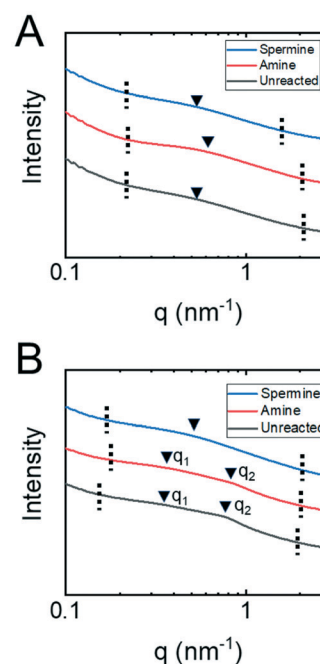 A
Spermine
Amine
Unreacted
Intensity
0.1
1
q (nm⁻¹)
B
Spermine
Amine
Unreacted
q₁
q₂
q₁
q₂
Intensity
0.1
1
q (nm⁻¹)